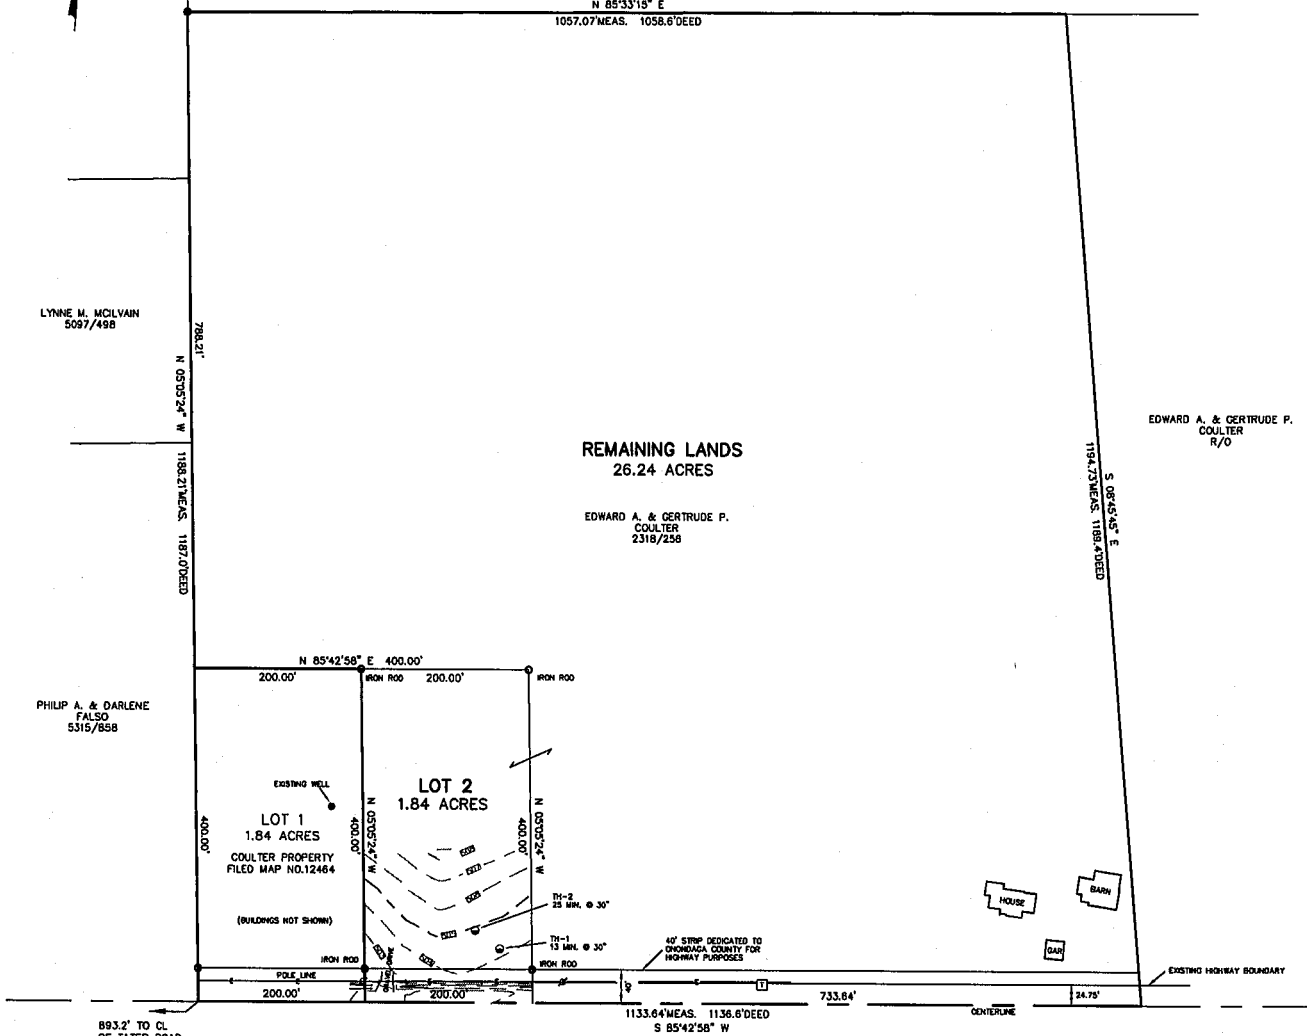 N 85°33'15" E
1057.07'MEAS. 1058.6'DEED
LYNNE M. MCILVAIN
5097/498
788.21'
N 05°05'24" W
1188.21'MEAS. 1187.0'DEED
REMAINING LANDS
26.24 ACRES
EDWARD A. & GERTRUDE P.
COULTER
2318/258
EDWARD A. & GERTRUDE P.
COULTER
R/O
S 08°45'45" E
1194.73'MEAS. 1189.4'DEED
N 85°42'58" E 400.00'
200.00'
IRON ROD
200.00'
IRON ROD
PHILIP A. & DARLENE
FALSO
5315/858
EXISTING WELL
LOT 1
1.84 ACRES
COULTER PROPERTY
FILED MAP NO.12464
(BUILDINGS NOT SHOWN)
400.00'
400.00'
N 05°05'24" W
LOT 2
1.84 ACRES
400.00'
N 05°05'24" W
TH-2
25 MIN. @ 30"
TH-1
13 MIN. @ 30"
HOUSE
BARN
GAR
IRON ROD
IRON ROD
40' STRIP DEDICATED TO
ONONDAGA COUNTY FOR
HIGHWAY PURPOSES
EXISTING HIGHWAY BOUNDARY
POLE LINE
200.00'
200.00'
40'
T
733.64'
24.75'
1133.64'MEAS. 1136.6'DEED
S 85°42'58" W
CENTERLINE
893.2' TO CL